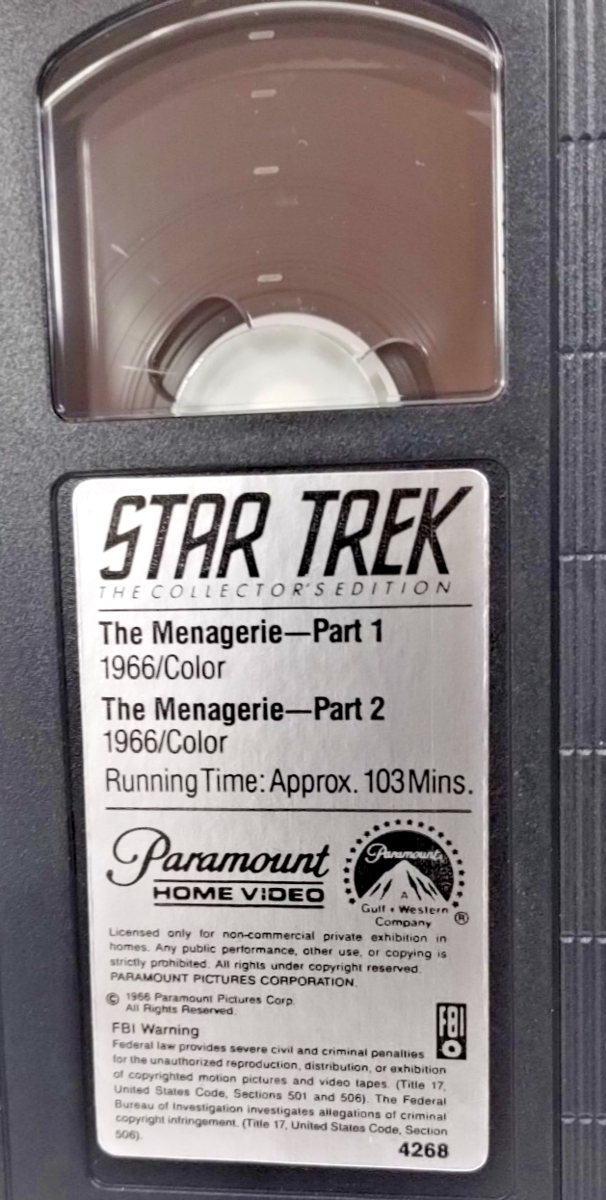 STAR TREK
THE COLLECTOR'S EDITION
The Menagerie—Part 1
1966/Color
The Menagerie—Part 2
1966/Color
Running Time: Approx. 103 Mins.
Paramount
HOME VIDEO
Paramount
A
Gulf + Western
Company
®
Licensed only for non-commercial private exhibition in
homes. Any public performance, other use, or copying is
strictly prohibited. All rights under copyright reserved.
PARAMOUNT PICTURES CORPORATION.
© 1966 Paramount Pictures Corp.
All Rights Reserved.
FBI
FBI Warning
Federal law provides severe civil and criminal penalties
for the unauthorized reproduction, distribution, or exhibition
of copyrighted motion pictures and video tapes. (Title 17,
United States Code, Sections 501 and 506). The Federal
Bureau of Investigation investigates allegations of criminal
copyright infringement. (Title 17, United States Code, Section
506).
4268